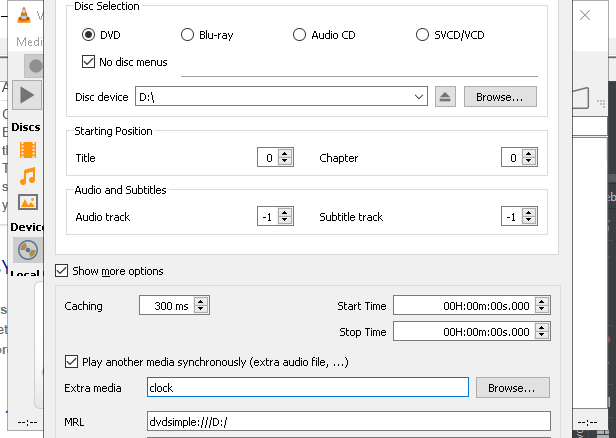 V
Disc Selection
Medi
DVD
Blu-ray
Audio CD
SVCD/VCD
No disc menus
Disc device
D:\
Browse...
Discs
Starting Position
Title
0
Chapter
0
Audio and Subtitles
Audio track
-1
Subtitle track
-1
Device
Show more options
Caching
300 ms
Start Time
00H:00m:00s.000
Stop Time
00H:00m:00s.000
Play another media synchronously (extra audio file, ...)
Extra media
clock
Browse...
MRL
dvdsimple:///D:/
--:--
--:--